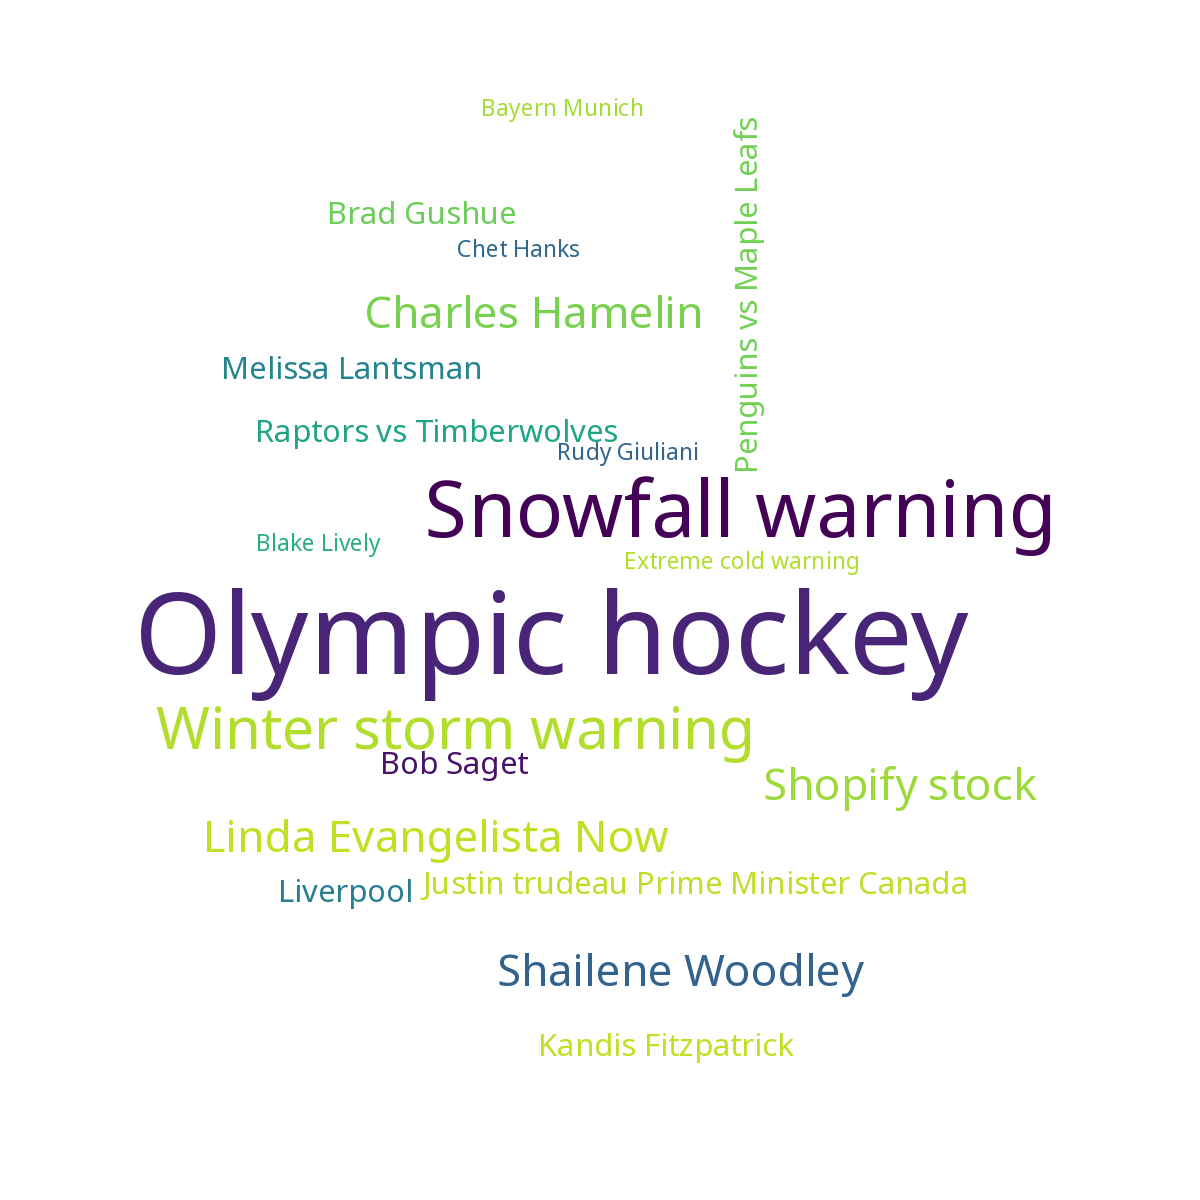 Bayern Munich
Penguins vs Maple Leafs
Brad Gushue
Chet Hanks
Charles Hamelin
Melissa Lantsman
Raptors vs Timberwolves
Rudy Giuliani
Snowfall warning
Blake Lively
Extreme cold warning
Olympic hockey
Winter storm warning
Bob Saget
Shopify stock
Linda Evangelista Now
Liverpool
Justin trudeau Prime Minister Canada
Shailene Woodley
Kandis Fitzpatrick